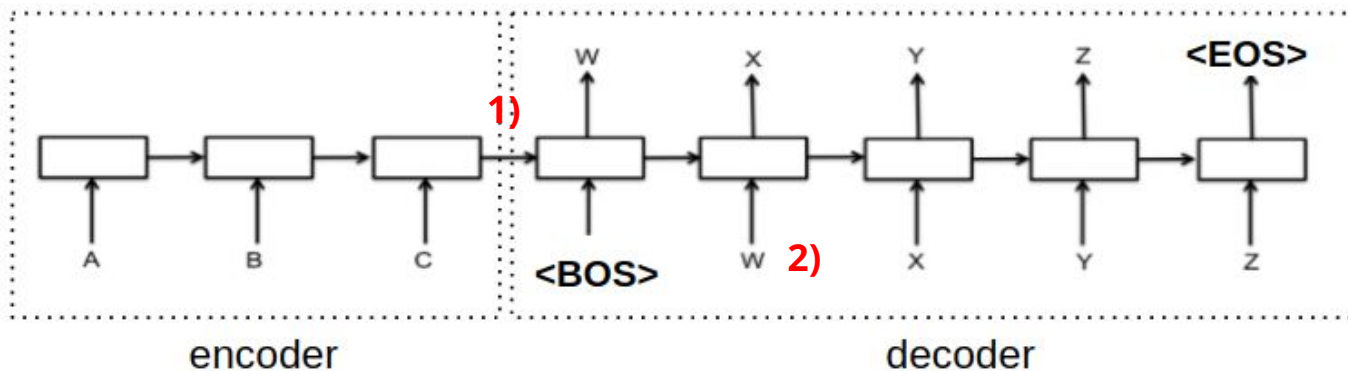 W X Y Z <EOS>
1)
A B C <BOS> W 2) X Y Z
encoder decoder